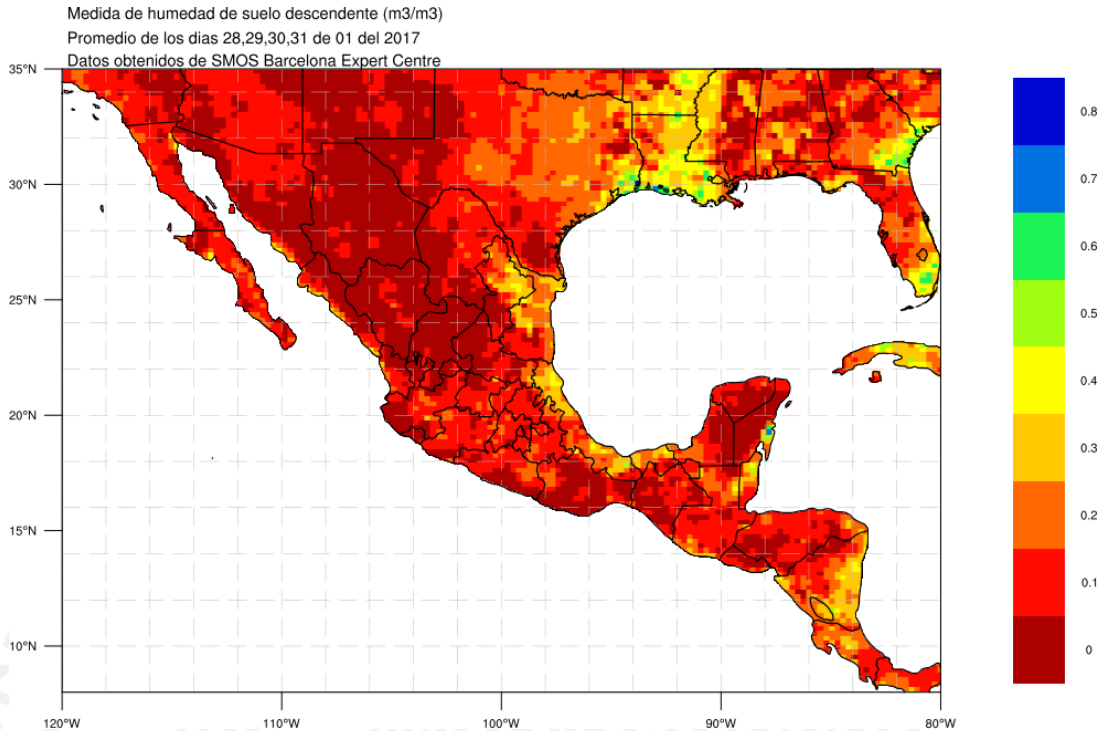 Medida de humedad de suelo descendente (m3/m3)
Promedio de los dias 28,29,30,31 de 01 del 2017
Datos obtenidos de SMOS Barcelona Expert Centre
35°N
30°N
25°N
20°N
15°N
10°N
120°W
110°W
100°W
90°W
80°W
0.8
0.7
0.6
0.5
0.4
0.3
0.2
0.1
0